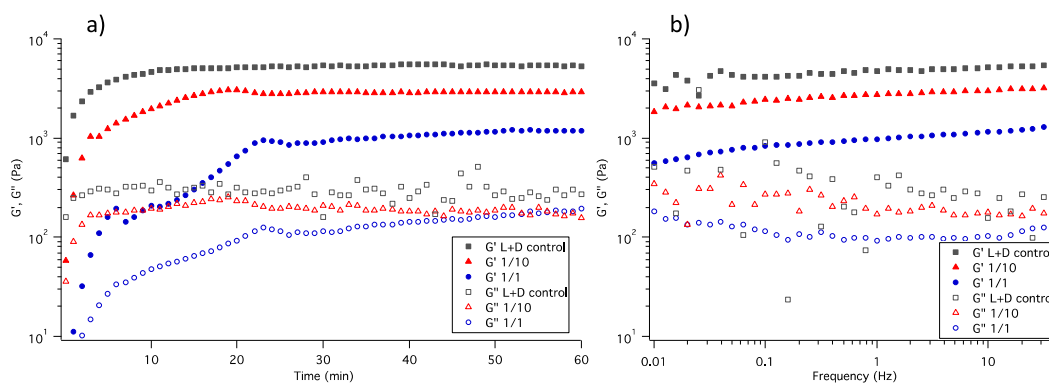 a)
b)
10⁴
10³
10²
10¹
G', G'' (Pa)
10
20
30
40
50
60
Time (min)
G' L+D control
G' 1/10
G' 1/1
G'' L+D control
G'' 1/10
G'' 1/1
10⁴
10³
10²
10¹
G', G'' (Pa)
0.01
0.1
1
10
Frequency (Hz)
G' L+D control
G' 1/10
G' 1/1
G'' L+D control
G'' 1/10
G'' 1/1